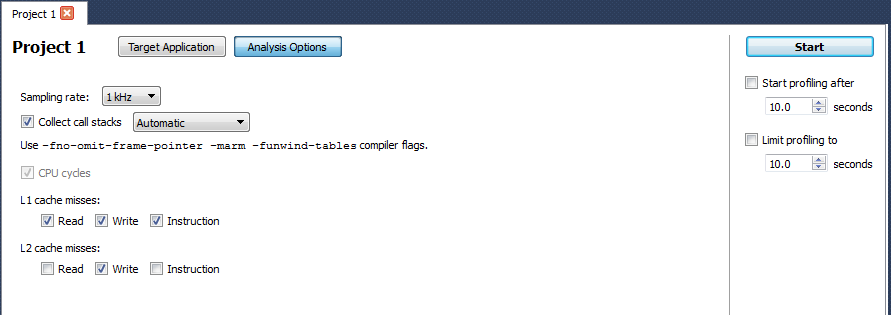 Project 1
Project 1
Target Application
Analysis Options
Sampling rate: 1 kHz
Collect call stacks Automatic
Use -fno-omit-frame-pointer -marm -funwind-tables compiler flags.
CPU cycles
L1 cache misses:
Read Write Instruction
L2 cache misses:
Read Write Instruction
Start
Start profiling after
10.0 seconds
Limit profiling to
10.0 seconds